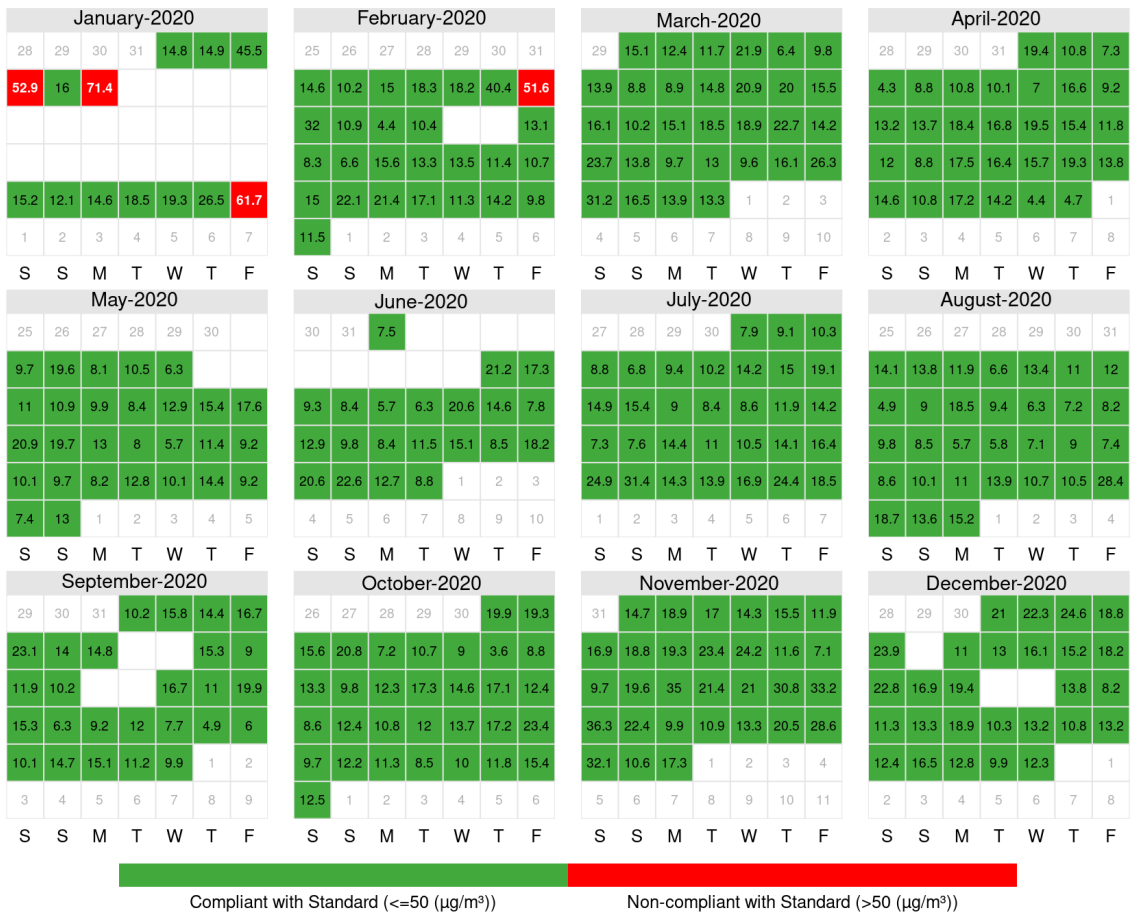 January-2020 February-2020 March-2020 April-2020
28 29 30 31 14.8 14.9 45.5 25 26 27 28 29 30 31 29 15.1 12.4 11.7 21.9 6.4 9.8 28 29 30 31 19.4 10.8 7.3
52.9 16 71.4 14.6 10.2 15 18.3 18.2 40.4 51.6 13.9 8.8 8.9 14.8 20.9 20 15.5 4.3 8.8 10.8 10.1 7 16.6 9.2
32 10.9 4.4 10.4 13.1 16.1 10.2 15.1 18.5 18.9 22.7 14.2 13.2 13.7 18.4 16.8 19.5 15.4 11.8
8.3 6.6 15.6 13.3 13.5 11.4 10.7 23.7 13.8 9.7 13 9.6 16.1 26.3 12 8.8 17.5 16.4 15.7 19.3 13.8
15.2 12.1 14.6 18.5 19.3 26.5 61.7 15 22.1 21.4 17.1 11.3 14.2 9.8 31.2 16.5 13.9 13.3 1 2 3 14.6 10.8 17.2 14.2 4.4 4.7 1
1 2 3 4 5 6 7 11.5 1 2 3 4 5 6 4 5 6 7 8 9 10 2 3 4 5 6 7 8
S S M T W T F S S M T W T F S S M T W T F S S M T W T F
May-2020 June-2020 July-2020 August-2020
25 26 27 28 29 30 30 31 7.5 27 28 29 30 7.9 9.1 10.3 25 26 27 28 29 30 31
9.7 19.6 8.1 10.5 6.3 21.2 17.3 8.8 6.8 9.4 10.2 14.2 15 19.1 14.1 13.8 11.9 6.6 13.4 11 12
11 10.9 9.9 8.4 12.9 15.4 17.6 9.3 8.4 5.7 6.3 20.6 14.6 7.8 14.9 15.4 9 8.4 8.6 11.9 14.2 4.9 9 18.5 9.4 6.3 7.2 8.2
20.9 19.7 13 8 5.7 11.4 9.2 12.9 9.8 8.4 11.5 15.1 8.5 18.2 7.3 7.6 14.4 11 10.5 14.1 16.4 9.8 8.5 5.7 5.8 7.1 9 7.4
10.1 9.7 8.2 12.8 10.1 14.4 9.2 20.6 22.6 12.7 8.8 1 2 3 24.9 31.4 14.3 13.9 16.9 24.4 18.5 8.6 10.1 11 13.9 10.7 10.5 28.4
7.4 13 1 2 3 4 5 4 5 6 7 8 9 10 1 2 3 4 5 6 7 18.7 13.6 15.2 1 2 3 4
S S M T W T F S S M T W T F S S M T W T F S S M T W T F
September-2020 October-2020 November-2020 December-2020
29 30 31 10.2 15.8 14.4 16.7 26 27 28 29 30 19.9 19.3 31 14.7 18.9 17 14.3 15.5 11.9 28 29 30 21 22.3 24.6 18.8
23.1 14 14.8 15.3 9 15.6 20.8 7.2 10.7 9 3.6 8.8 16.9 18.8 19.3 23.4 24.2 11.6 7.1 23.9 11 13 16.1 15.2 18.2
11.9 10.2 16.7 11 19.9 13.3 9.8 12.3 17.3 14.6 17.1 12.4 9.7 19.6 35 21.4 21 30.8 33.2 22.8 16.9 19.4 13.8 8.2
15.3 6.3 9.2 12 7.7 4.9 6 8.6 12.4 10.8 12 13.7 17.2 23.4 36.3 22.4 9.9 10.9 13.3 20.5 28.6 11.3 13.3 18.9 10.3 13.2 10.8 13.2
10.1 14.7 15.1 11.2 9.9 1 2 9.7 12.2 11.3 8.5 10 11.8 15.4 32.1 10.6 17.3 1 2 3 4 12.4 16.5 12.8 9.9 12.3 1
3 4 5 6 7 8 9 12.5 1 2 3 4 5 6 5 6 7 8 9 10 11 2 3 4 5 6 7 8
S S M T W T F S S M T W T F S S M T W T F S S M T W T F
Compliant with Standard (<=50 (µg/m³)) Non-compliant with Standard (>50 (µg/m³))